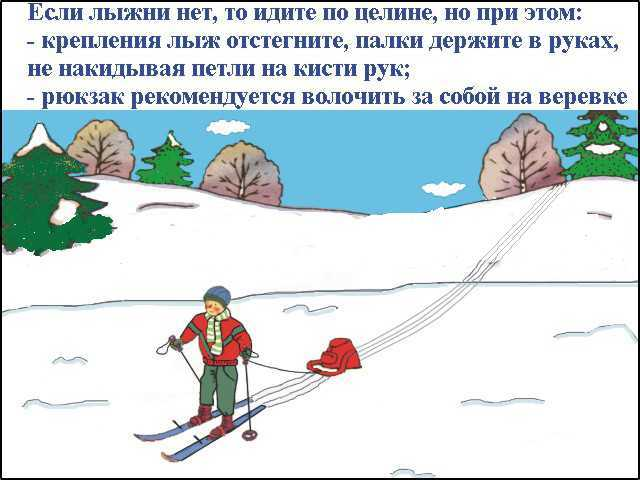 Если лыжни нет, то идите по целине, но при этом:
- крепления лыж отстегните, палки держите в руках,
не накидывая петли на кисти рук;
- рюкзак рекомендуется волочить за собой на веревке